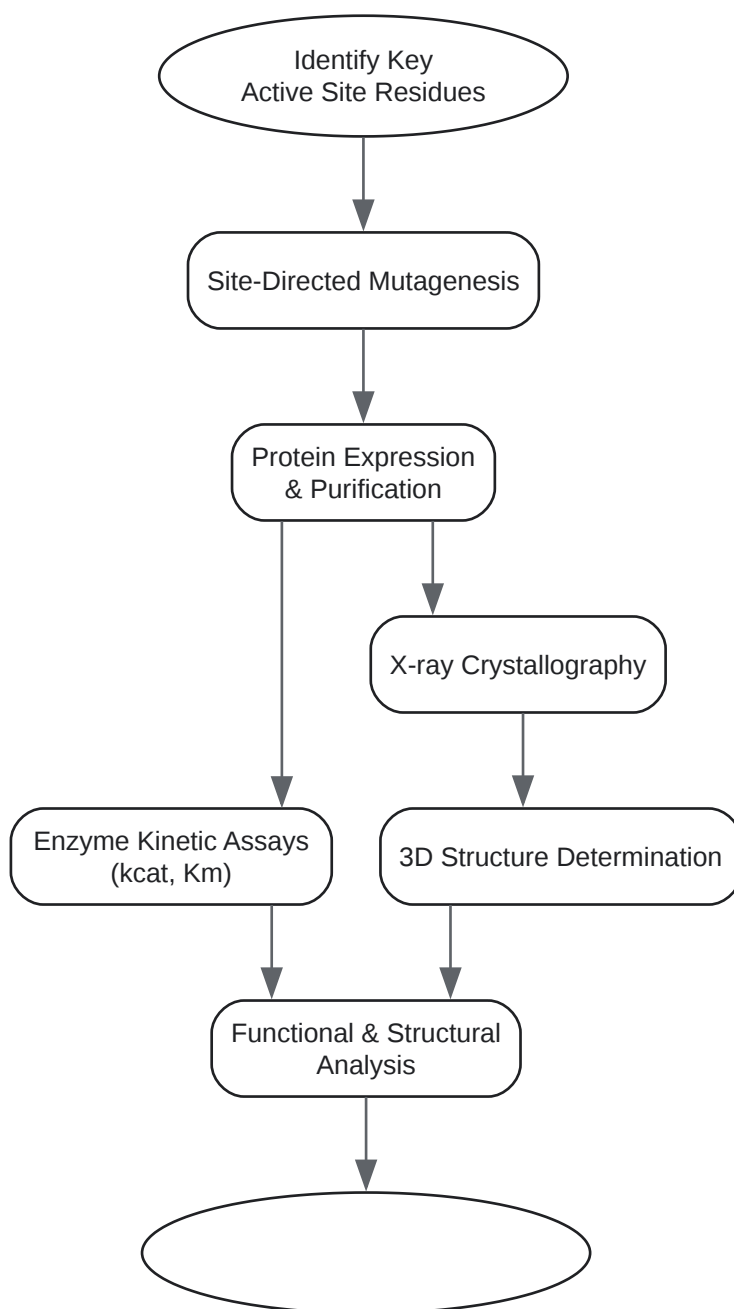 Identify Key
Active Site Residues
Site-Directed Mutagenesis
Protein Expression
& Purification
X-ray Crystallography
Enzyme Kinetic Assays
(kcat, Km)
3D Structure Determination
Functional & Structural
Analysis